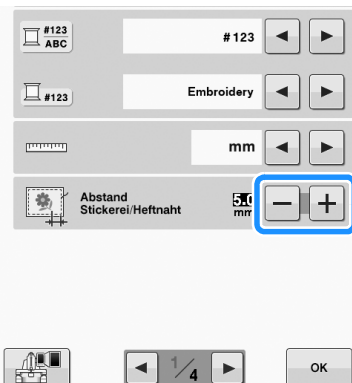 #123
ABC
# 123
#123
Embroidery
mm
Abstand
Stickerei/Heftnaht
5.0
mm
− +
1/4
OK